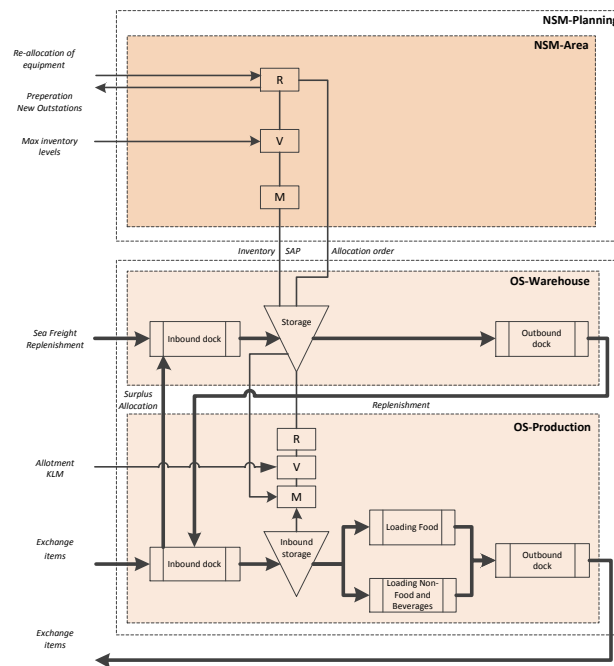 NSM-Planning
NSM-Area
Re-allocation of
equipment
R
Preperation
New Outstations
Max inventory
levels
V
M
Inventory
SAP
Allocation order
OS-Warehouse
Storage
Sea Freight
Replenishment
Inbound dock
Outbound
dock
Surplus
Allocation
Replenishment
OS-Production
R
Allotment
KLM
V
M
Exchange
items
Inbound dock
Inbound
storage
Loading Food
Loading Non-
Food and
Beverages
Outbound
dock
Exchange
items